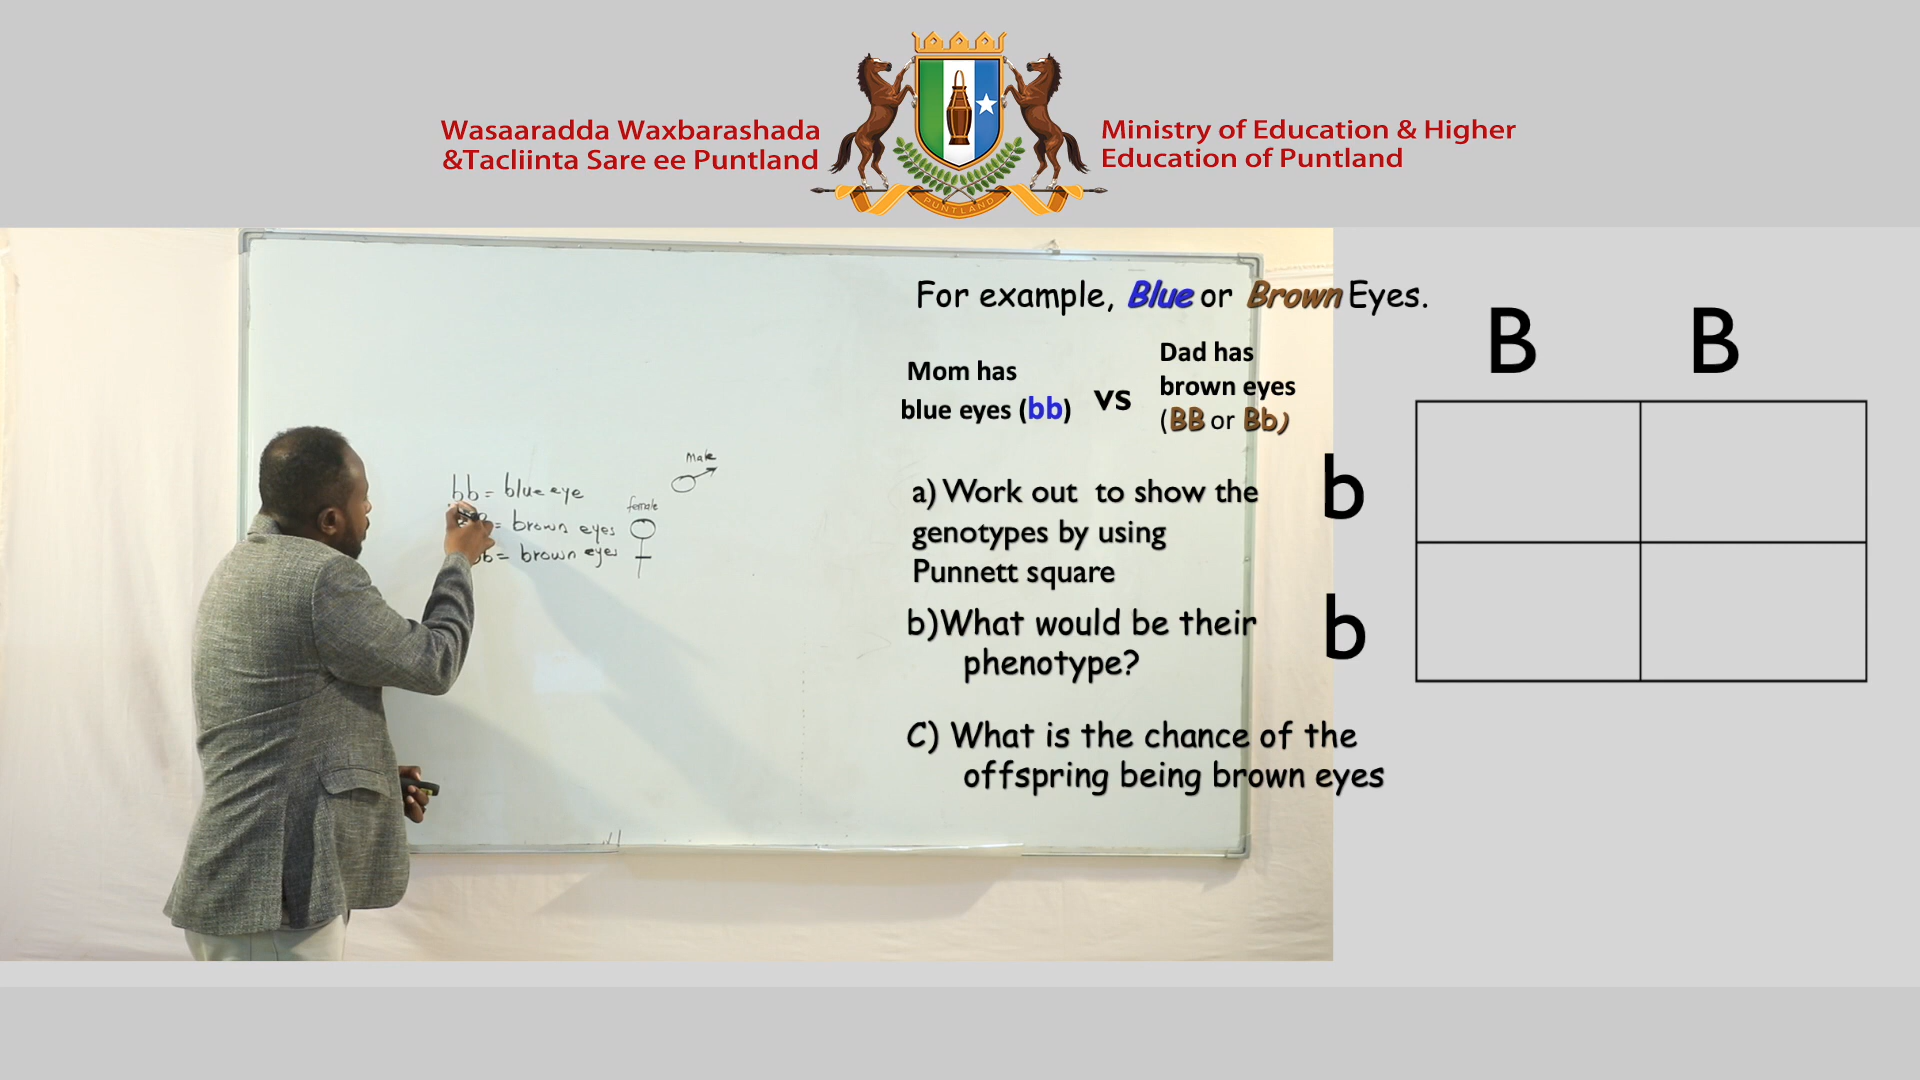 Wasaaradda Waxbarashada
&Tacliinta Sare ee Puntland
Ministry of Education & Higher
Education of Puntland
PUNTLAND
For example, Blue or Brown Eyes.
Mom has
blue eyes (bb)
vs
Dad has
brown eyes
(BB or Bb)
a) Work out to show the
genotypes by using
Punnett square
b)What would be their
phenotype?
C) What is the chance of the
offspring being brown eyes
B B
b
b
Male
bb = blue eye
female
= brown eyes
b = brown eyes